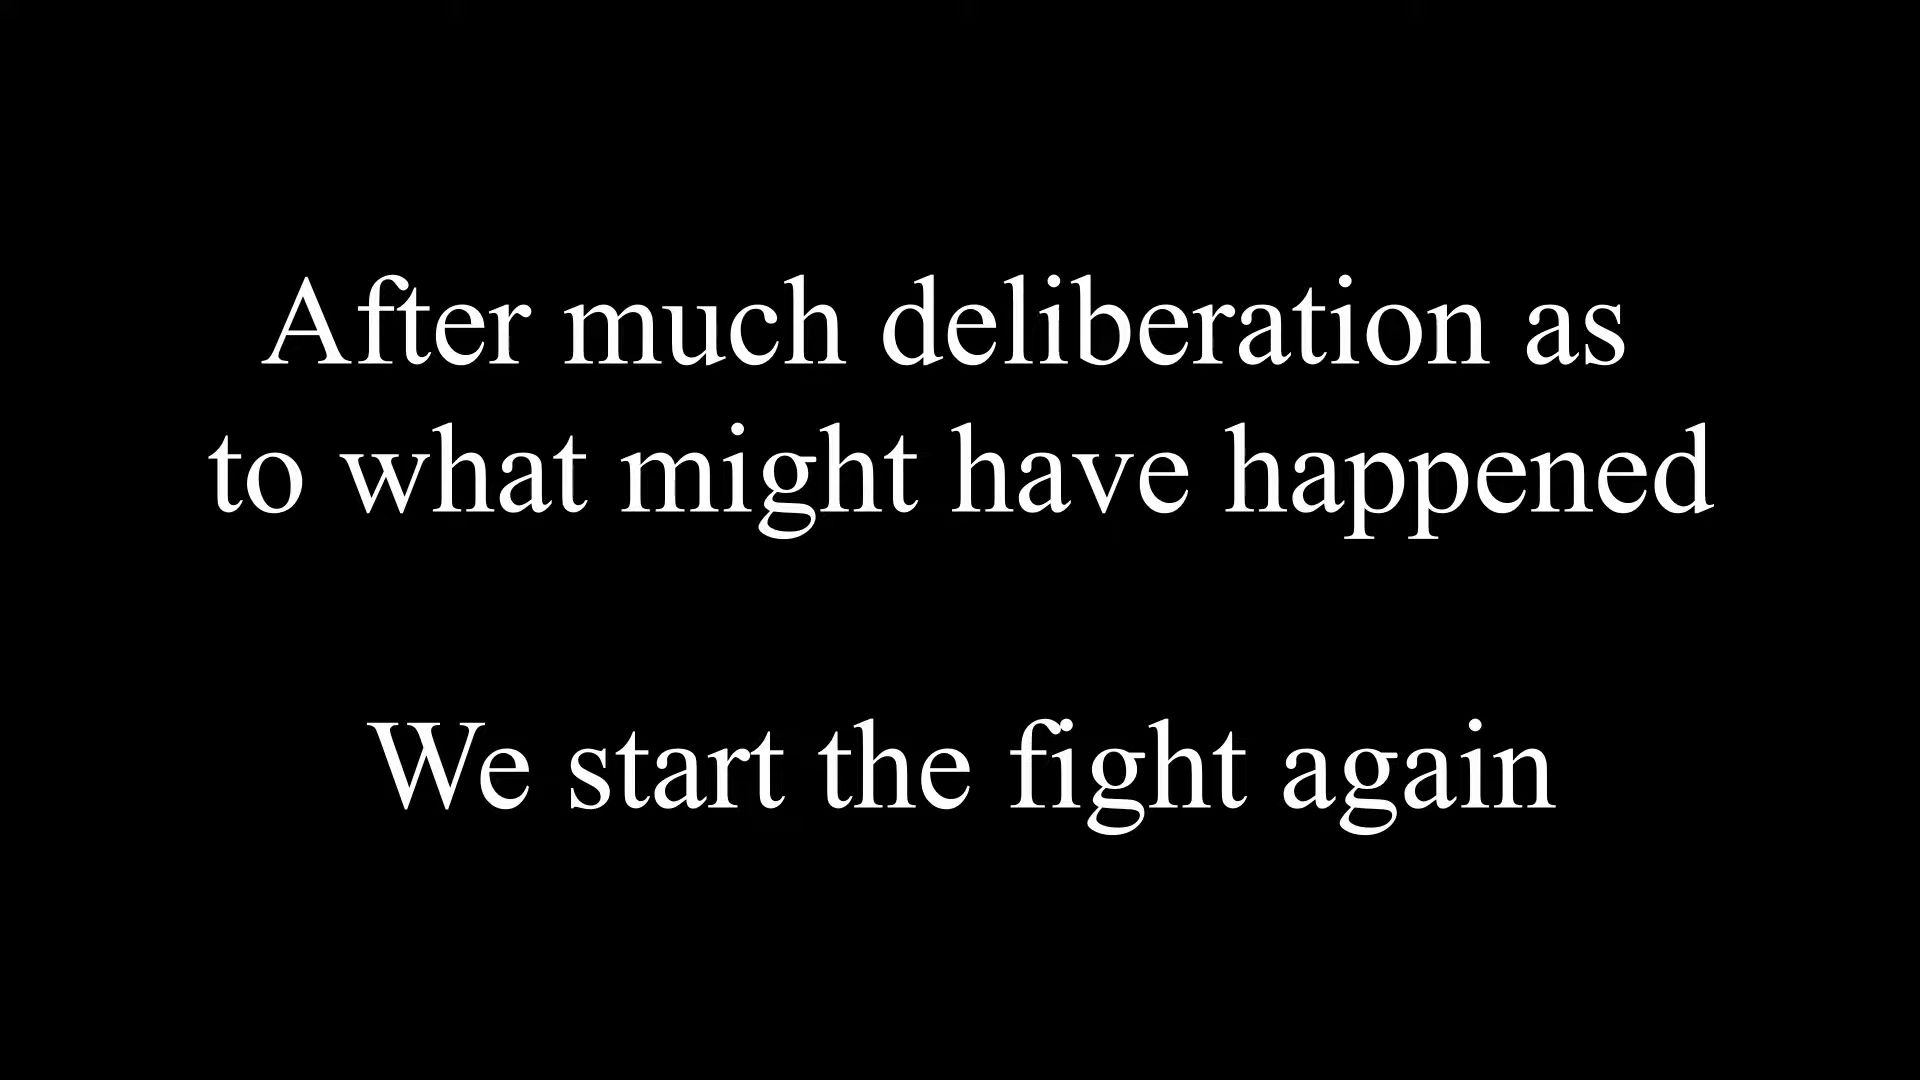 After much deliberation as
to what might have happened
We start the fight again